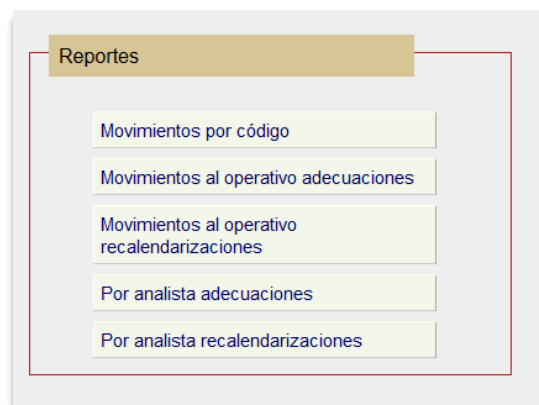 Reportes
Movimientos por código
Movimientos al operativo adecuaciones
Movimientos al operativo
recalendarizaciones
Por analista adecuaciones
Por analista recalendarizaciones